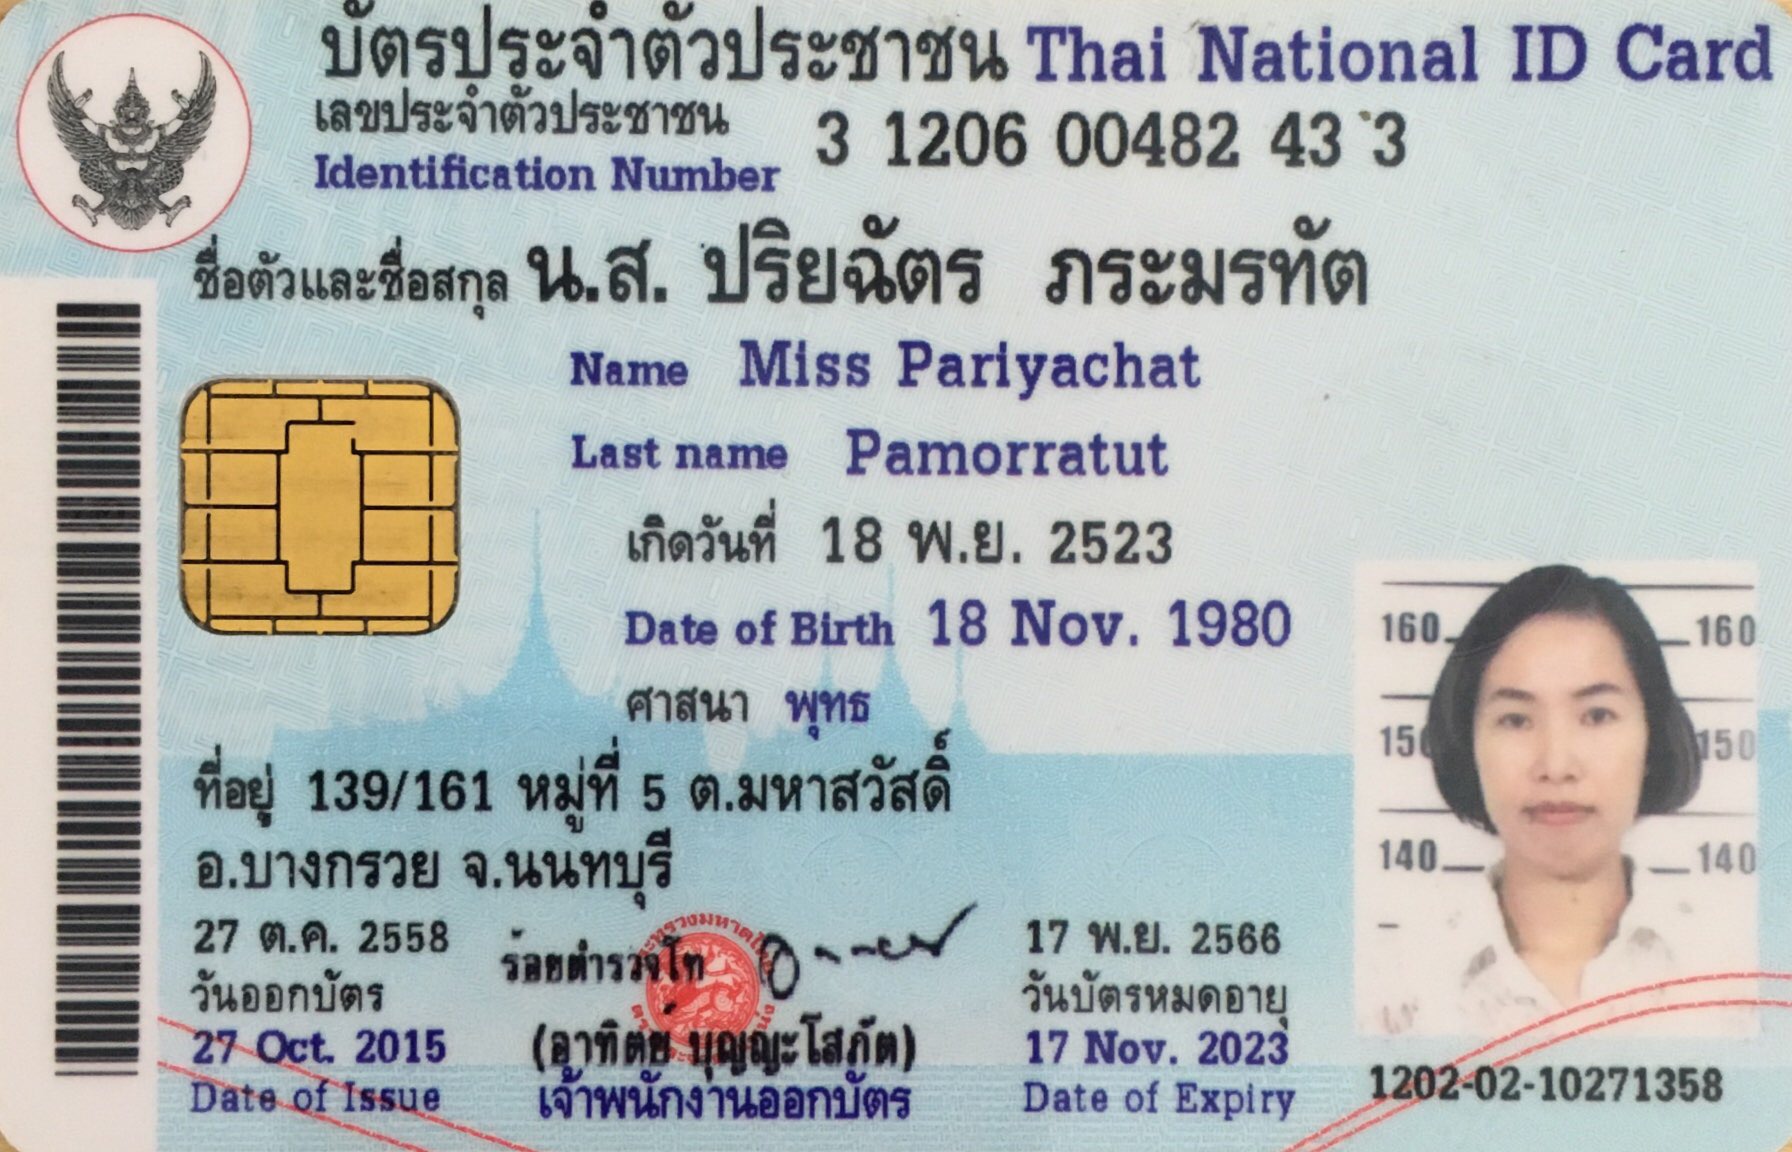 บัตรประจำตัวประชาชน Thai National ID Card
เลขประจำตัวประชาชน
Identification Number
3 1206 00482 43 3
ชื่อตัวและชื่อสกุล น.ส. ปริยฉัตร ภระมรทัต
Name Miss Pariyachat
Last name Pamorratut
เกิดวันที่ 18 พ.ย. 2523
Date of Birth 18 Nov. 1980
ศาสนา พุทธ
ที่อยู่ 139/161 หมู่ที่ 5 ต.มหาสวัสดิ์
อ.บางกรวย จ.นนทบุรี
27 ต.ค. 2558
วันออกบัตร
27 Oct. 2015
Date of Issue
ร้อยตำรวจโท
(อาทิตย์ บุญญะโสภัต)
เจ้าพนักงานออกบัตร
17 พ.ย. 2566
วันบัตรหมดอายุ
17 Nov. 2023
Date of Expiry
160 160
150 150
140 140
1202-02-10271358